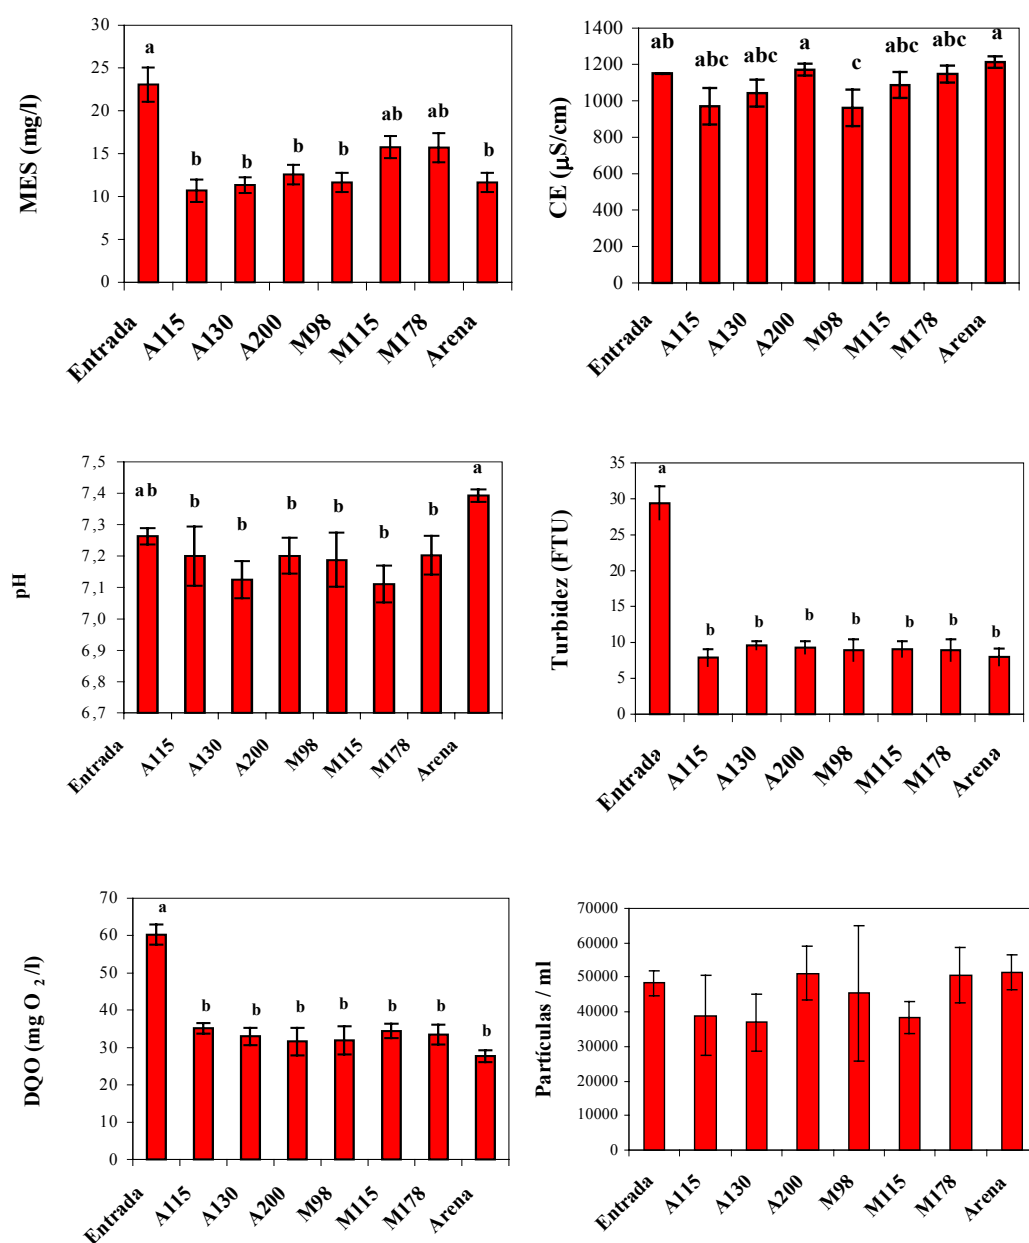 MES (mg/l)
30
25
20
15
10
5
0
a
b
b
b
b
ab
ab
b
Entrada
A115
A130
A200
M98
M115
M178
Arena
CE (µS/cm)
1400
1200
1000
800
600
400
200
0
ab
abc
abc
a
c
abc
abc
a
Entrada
A115
A130
A200
M98
M115
M178
Arena
pH
7,5
7,4
7,3
7,2
7,1
7,0
6,9
6,8
6,7
ab
b
b
b
b
b
b
a
Entrada
A115
A130
A200
M98
M115
M178
Arena
Turbidez (FTU)
35
30
25
20
15
10
5
0
a
b
b
b
b
b
b
b
Entrada
A115
A130
A200
M98
M115
M178
Arena
DQO (mg O2/l)
70
60
50
40
30
20
10
0
a
b
b
b
b
b
b
b
Entrada
A115
A130
A200
M98
M115
M178
Arena
Partículas / ml
70000
60000
50000
40000
30000
20000
10000
0
Entrada
A115
A130
A200
M98
M115
M178
Arena